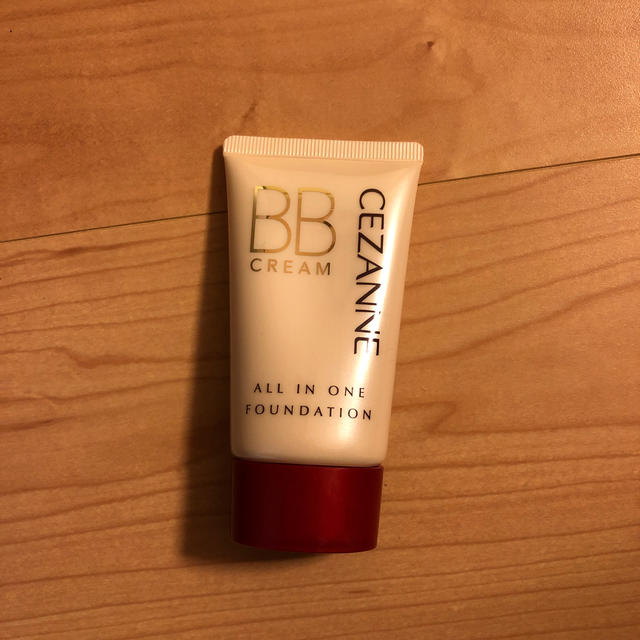 BB
CREAM
CEZANNE
ALL IN ONE
FOUNDATION